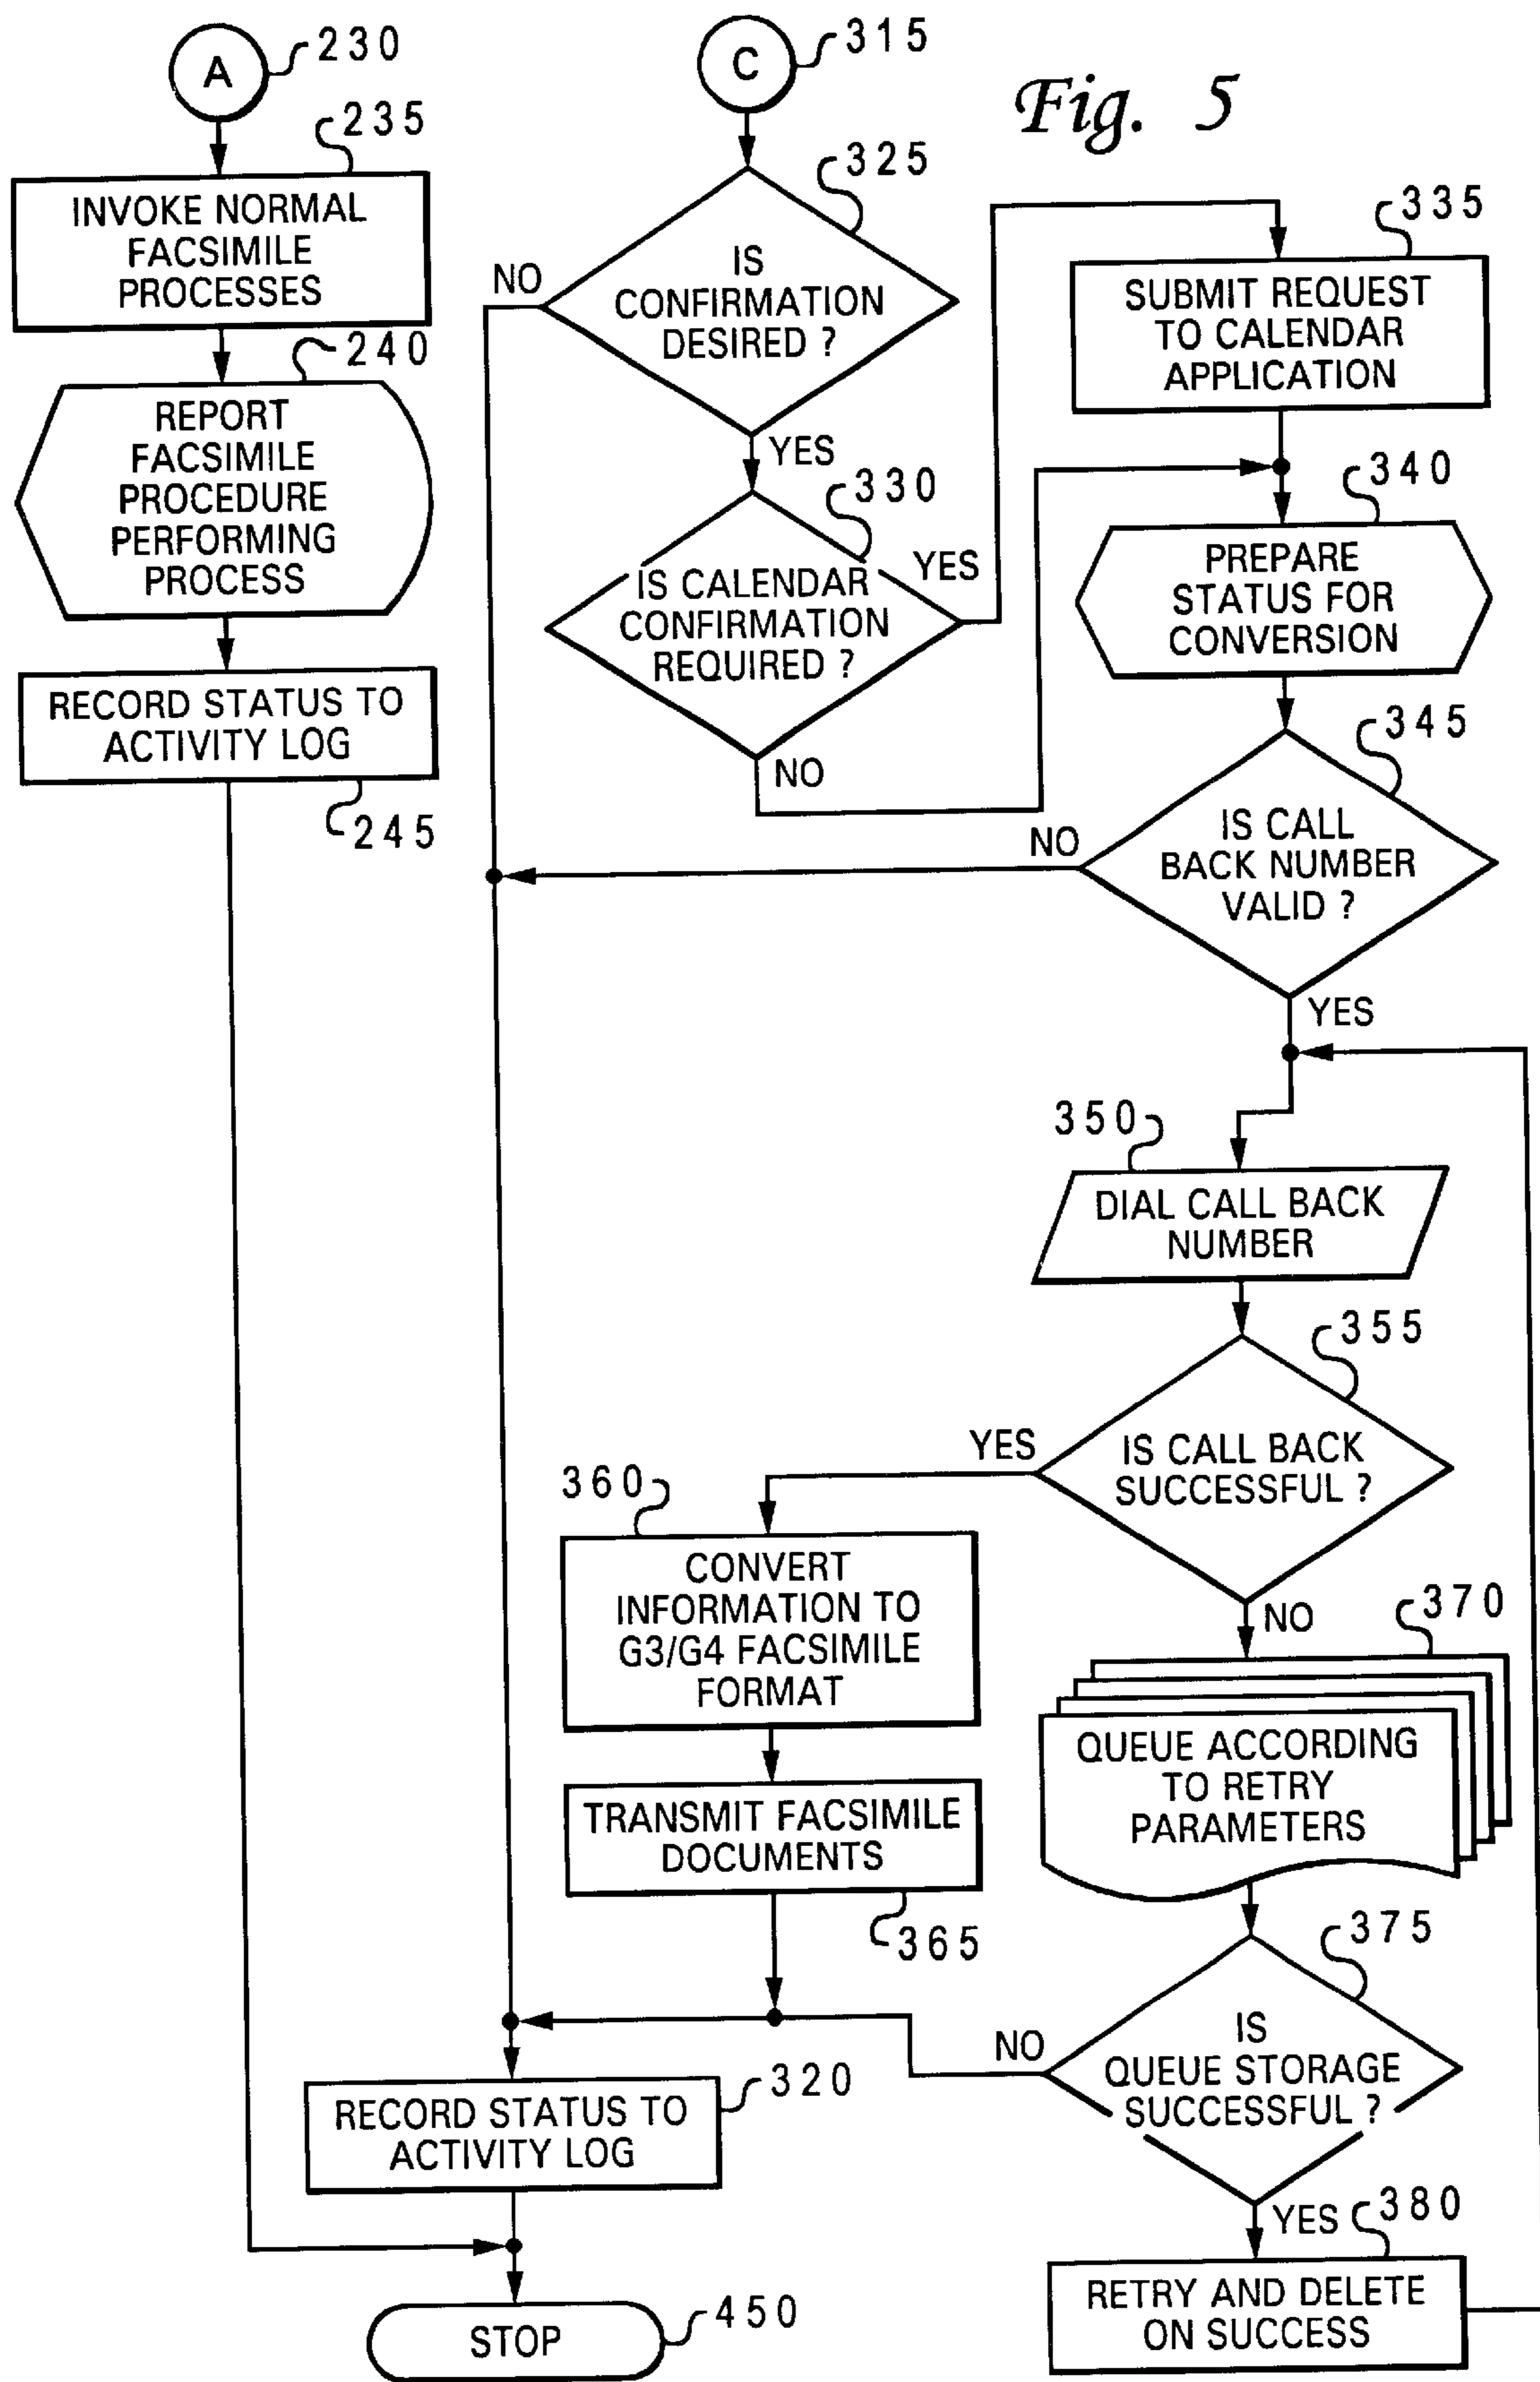 A
230
235
INVOKE NORMAL
FACSIMILE
PROCESSES
240
REPORT
FACSIMILE
PROCEDURE
PERFORMING
PROCESS
RECORD STATUS TO
ACTIVITY LOG
245
C
315
Fig. 5
325
IS
CONFIRMATION
DESIRED ?
NO
YES
330
IS CALENDAR
CONFIRMATION
REQUIRED ?
YES
NO
335
SUBMIT REQUEST
TO CALENDAR
APPLICATION
340
PREPARE
STATUS FOR
CONVERSION
345
IS CALL
BACK NUMBER
VALID ?
NO
YES
350
DIAL CALL BACK
NUMBER
355
IS CALL BACK
SUCCESSFUL ?
YES
NO
360
CONVERT
INFORMATION TO
G3/G4 FACSIMILE
FORMAT
TRANSMIT FACSIMILE
DOCUMENTS
365
370
QUEUE ACCORDING
TO RETRY
PARAMETERS
375
IS
QUEUE STORAGE
SUCCESSFUL ?
NO
YES
380
RETRY AND DELETE
ON SUCCESS
320
RECORD STATUS TO
ACTIVITY LOG
STOP
450